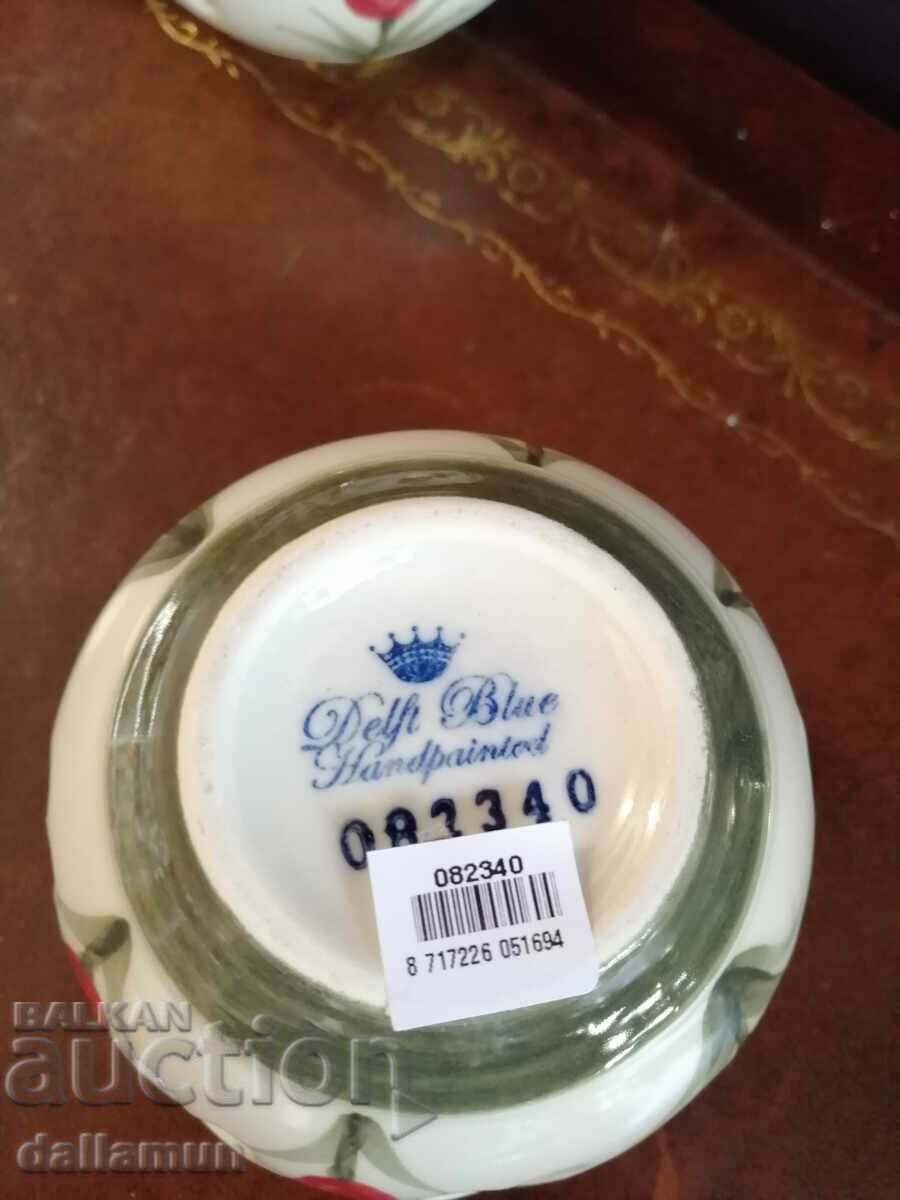 Delft Blue
Handpainted
082340
082340
8 717226 051694
BALKAN
auction
dallamun